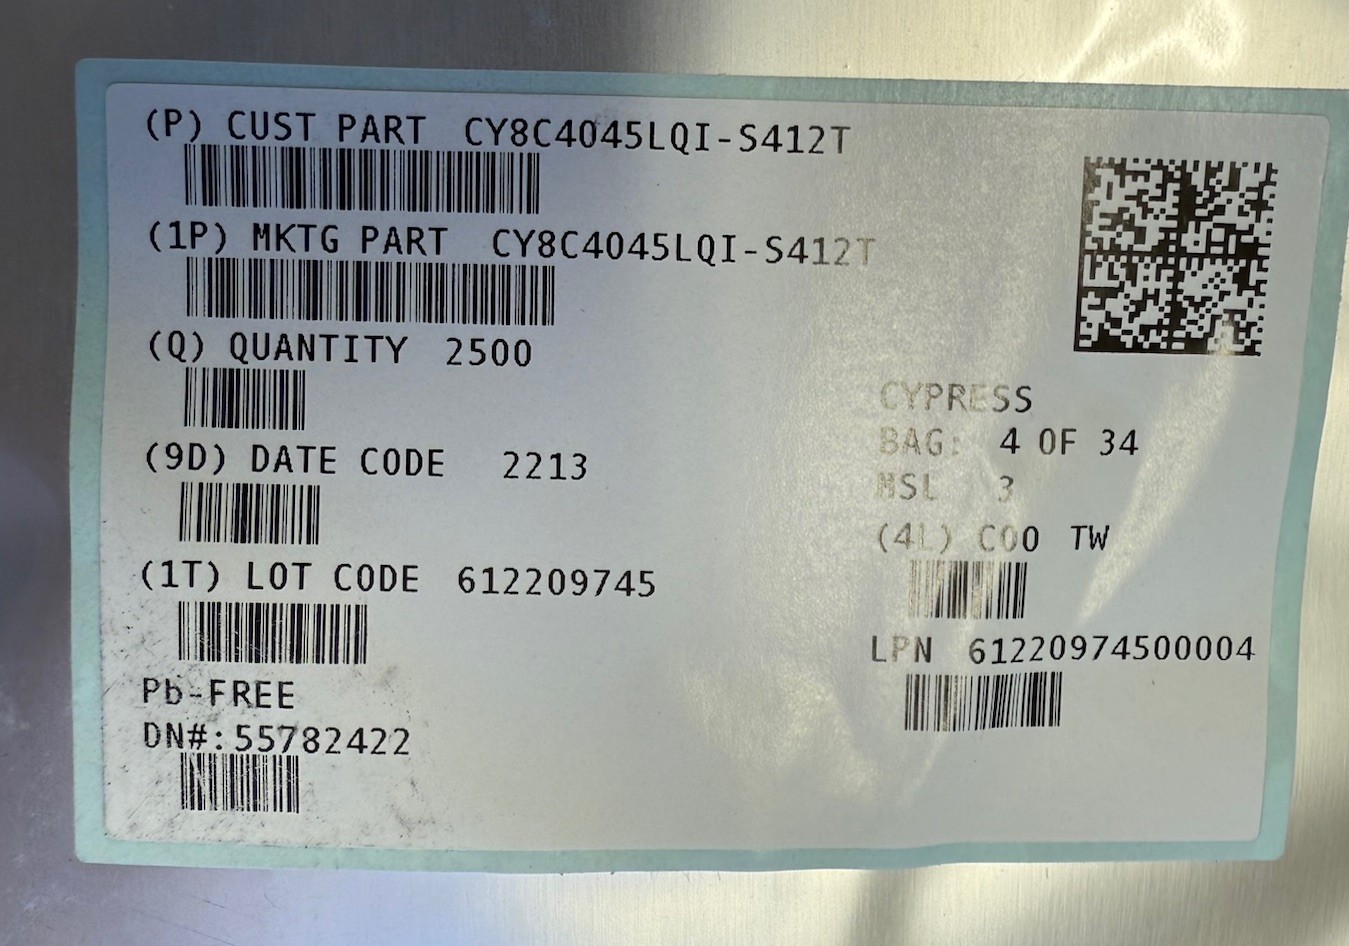 (P) CUST PART CY8C4045LQI-S412T
(1P) MKTG PART CY8C4045LQI-S412T
(Q) QUANTITY 2500
(9D) DATE CODE 2213
(1T) LOT CODE 612209745
Pb-FREE
DN#:55782422
CYPRESS
BAG: 4 OF 34
MSL 3
(4L) COO TW
LPN 61220974500004